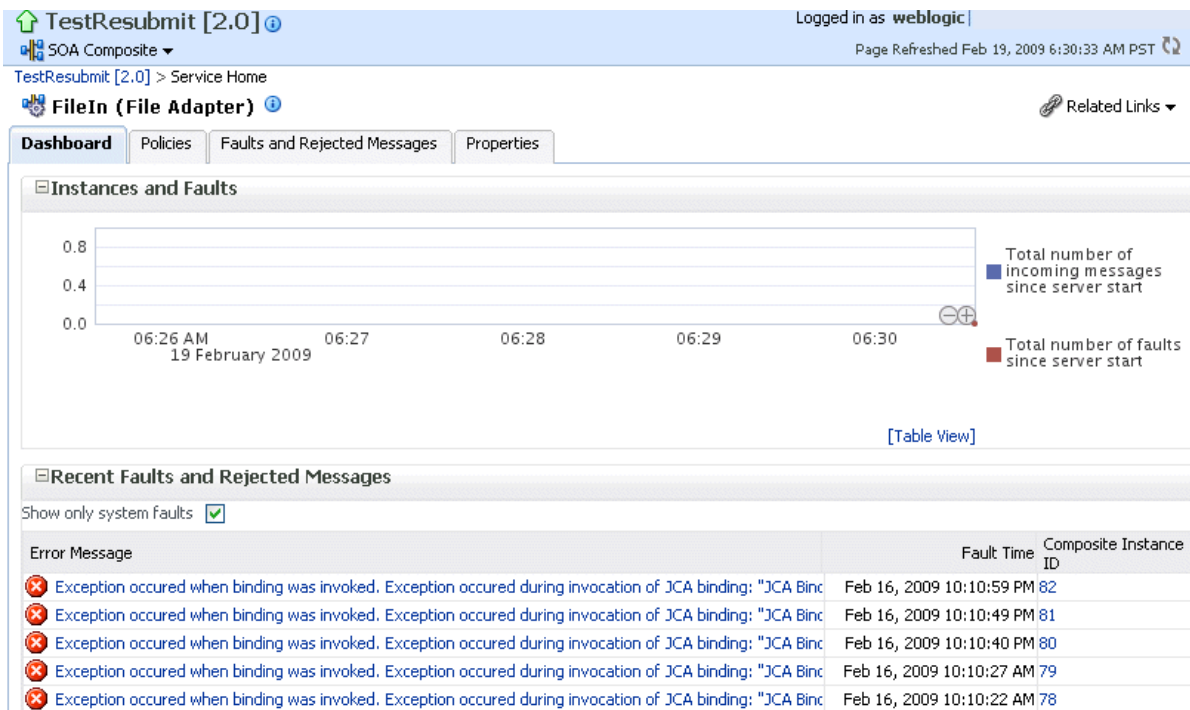 TestResubmit [2.0]
Logged in as weblogic
SOA Composite
Page Refreshed Feb 19, 2009 6:30:33 AM PST
TestResubmit [2.0] > Service Home
FileIn (File Adapter)
Related Links
Dashboard Policies Faults and Rejected Messages Properties
Instances and Faults
0.8
0.4
0.0
06:26 AM 06:27 06:28 06:29 06:30
19 February 2009
Total number of
incoming messages
since server start
Total number of faults
since server start
[Table View]
Recent Faults and Rejected Messages
Show only system faults
Error Message Fault Time Composite Instance
ID
Exception occured when binding was invoked. Exception occured during invocation of JCA binding: "JCA Binc Feb 16, 2009 10:10:59 PM 82
Exception occured when binding was invoked. Exception occured during invocation of JCA binding: "JCA Binc Feb 16, 2009 10:10:49 PM 81
Exception occured when binding was invoked. Exception occured during invocation of JCA binding: "JCA Binc Feb 16, 2009 10:10:40 PM 80
Exception occured when binding was invoked. Exception occured during invocation of JCA binding: "JCA Binc Feb 16, 2009 10:10:27 AM 79
Exception occured when binding was invoked. Exception occured during invocation of JCA binding: "JCA Binc Feb 16, 2009 10:10:22 AM 78